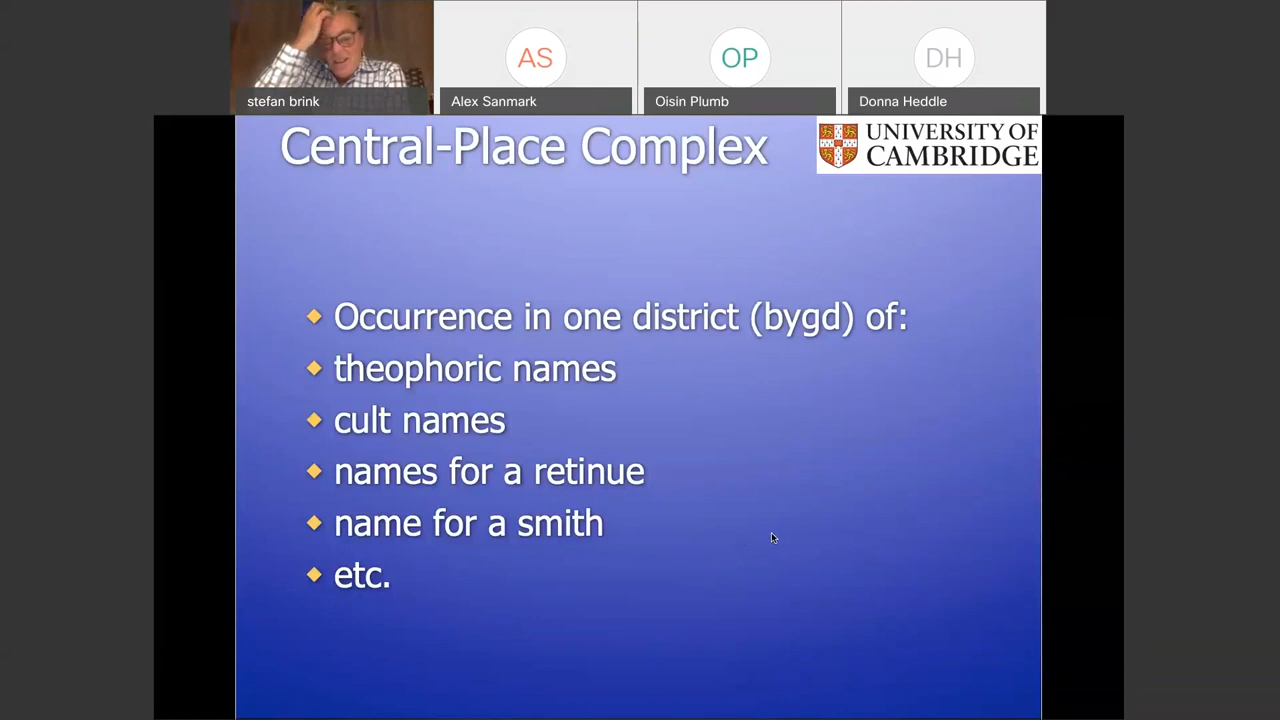 stefan brink
AS
Alex Sanmark
OP
Oisin Plumb
DH
Donna Heddle
Central-Place Complex
UNIVERSITY OF
CAMBRIDGE
Occurrence in one district (bygd) of:
theophoric names
cult names
names for a retinue
name for a smith
etc.